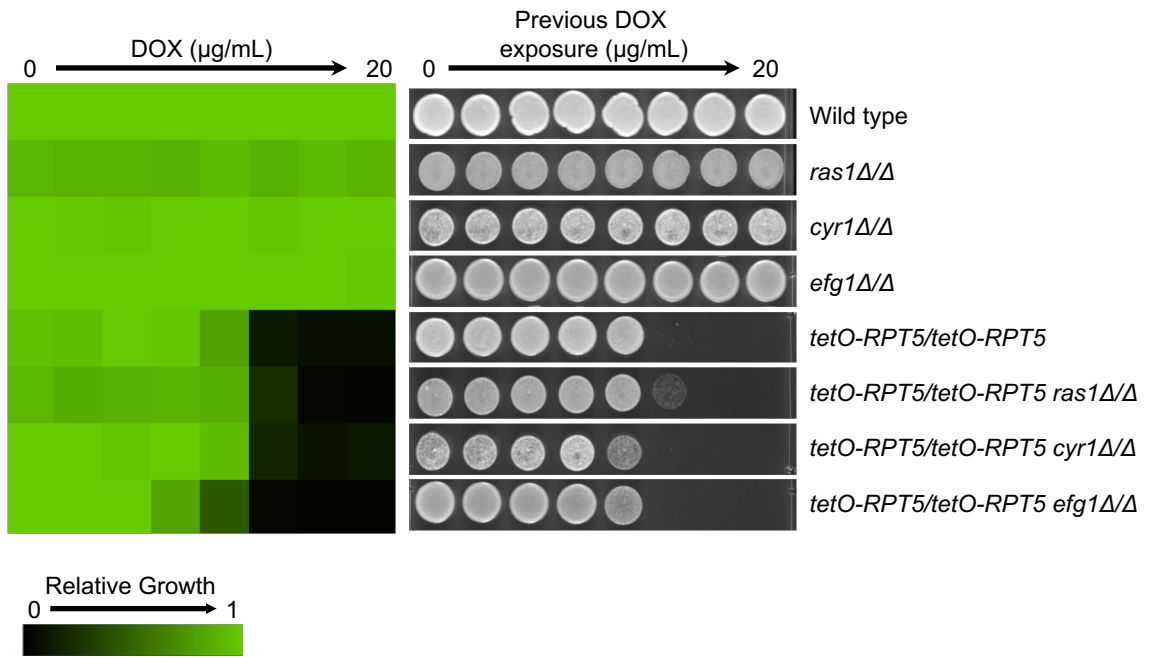 DOX (µg/mL)
0
20
Previous DOX
exposure (µg/mL)
0
20
Wild type
ras1Δ/Δ
cyr1Δ/Δ
efg1Δ/Δ
tetO-RPT5/tetO-RPT5
tetO-RPT5/tetO-RPT5 ras1Δ/Δ
tetO-RPT5/tetO-RPT5 cyr1Δ/Δ
tetO-RPT5/tetO-RPT5 efg1Δ/Δ
Relative Growth
0
1